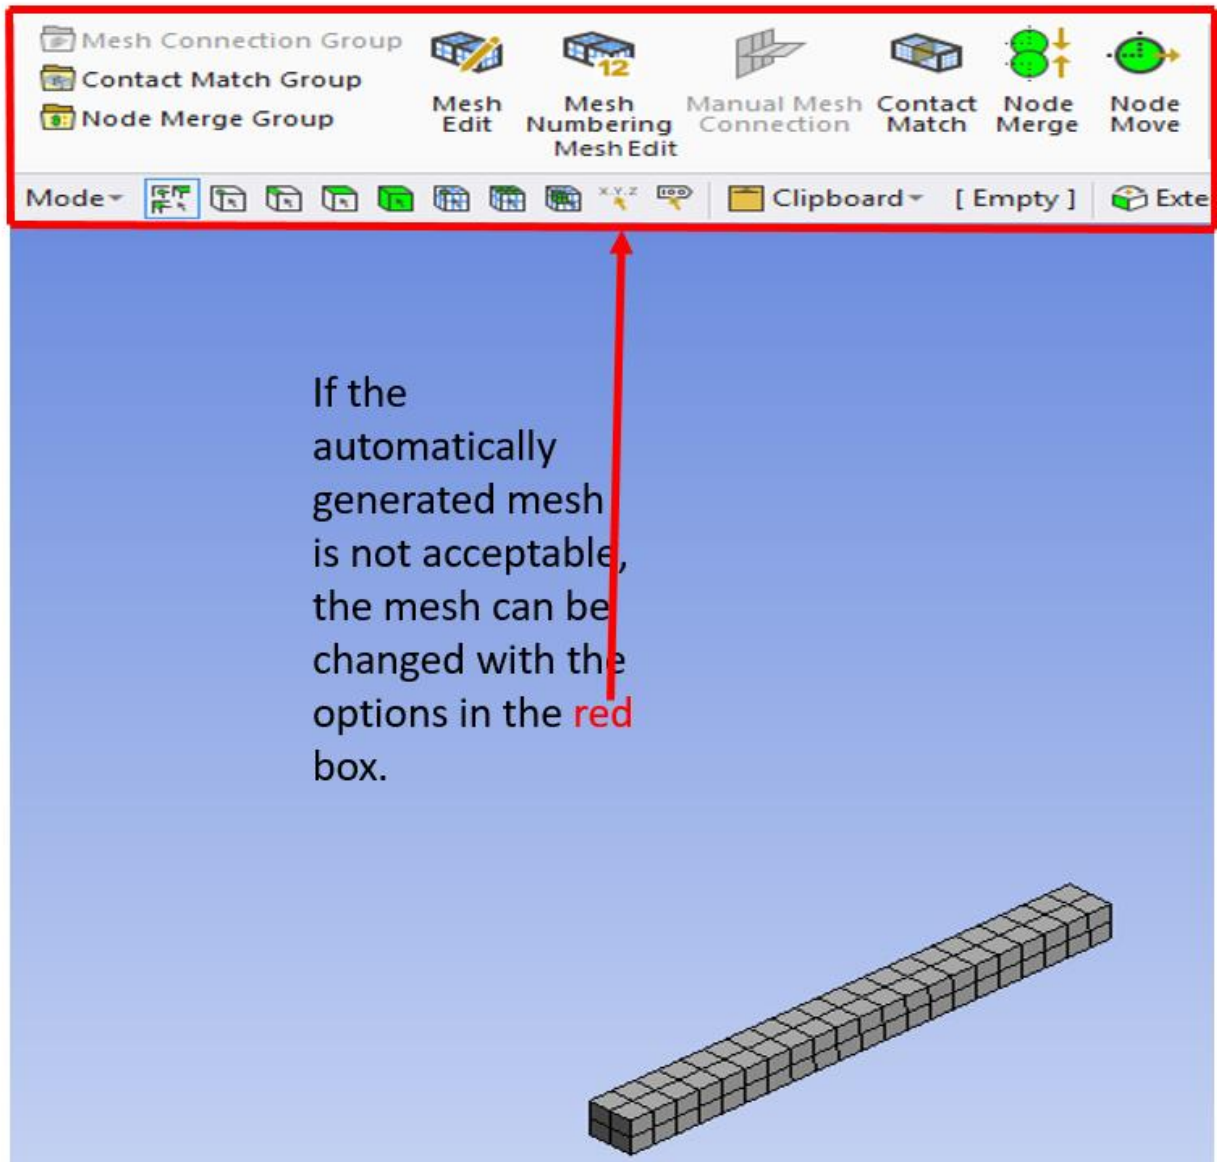 Mesh Connection Group
Contact Match Group
Node Merge Group
Mesh Edit
Mesh Numbering
Manual Mesh Connection
Contact Match
Node Merge
Node Move
12
Mesh Edit
Mode
X,Y,Z
Clipboard
[ Empty ]
Exte
If the
automatically
generated mesh
is not acceptable,
the mesh can be
changed with the
options in the red
box.